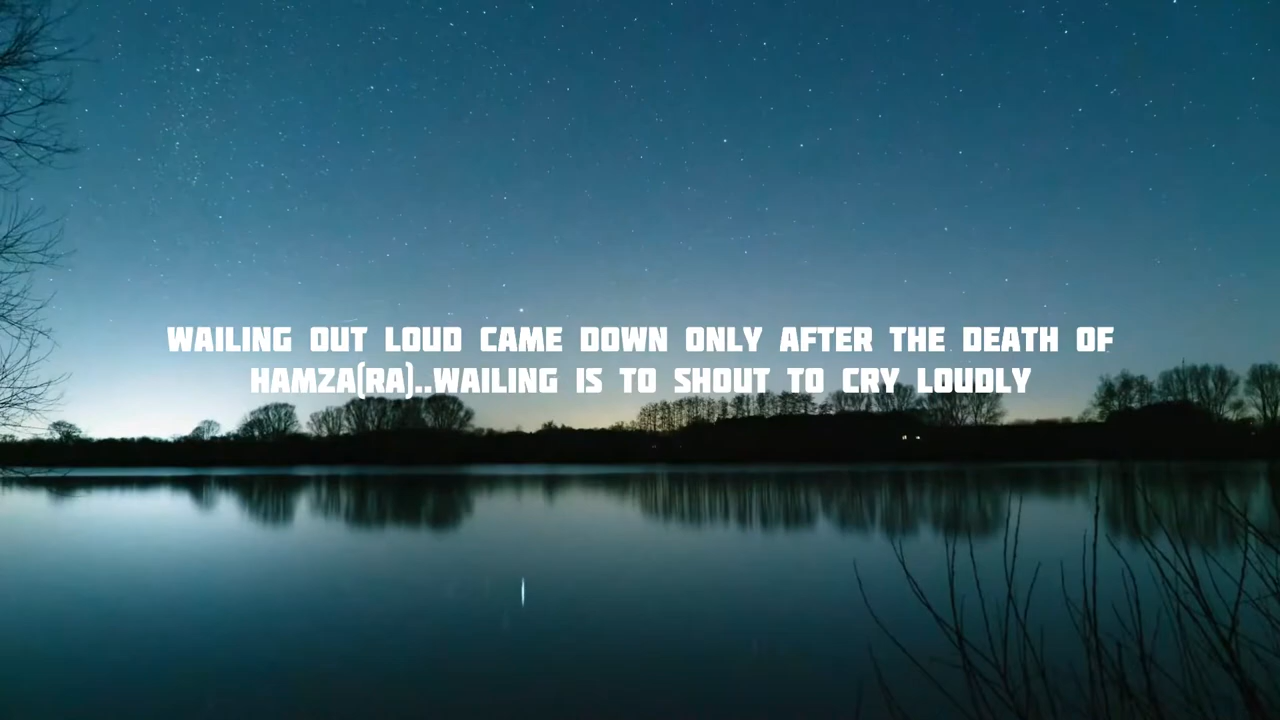 WAILING OUT LOUD CAME DOWN ONLY AFTER THE DEATH OF
HAMZA(RA)..WAILING IS TO SHOUT TO CRY LOUDLY